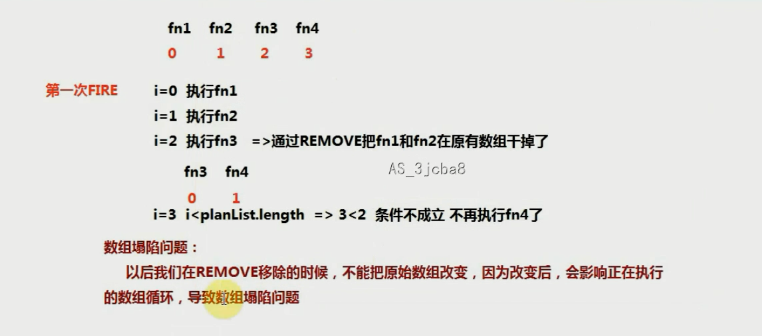 fn1 fn2 fn3 fn4
0 1 2 3
第一次FIRE i=0 执行fn1
i=1 执行fn2
i=2 执行fn3 =>通过REMOVE把fn1和fn2在原有数组干掉了
fn3 fn4
AS_3jcba8
0 1
i=3 i<planList.length => 3<2 条件不成立 不再执行fn4了
数组塌陷问题：
以后我们在REMOVE移除的时候，不能把原始数组改变，因为改变后，会影响正在执行
的数组循环，导致数组塌陷问题